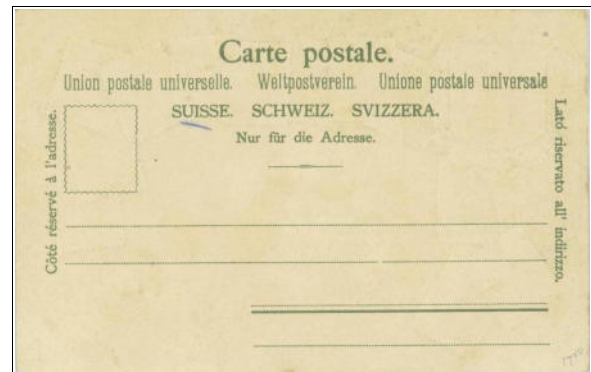 Carte postale.
Union postale universelle. Weltpostverein. Unione postale universale
SUISSE. SCHWEIZ. SVIZZERA.
Nur für die Adresse.
Côté réservé à l'adresse.
Lato riservato all' indirizzo.